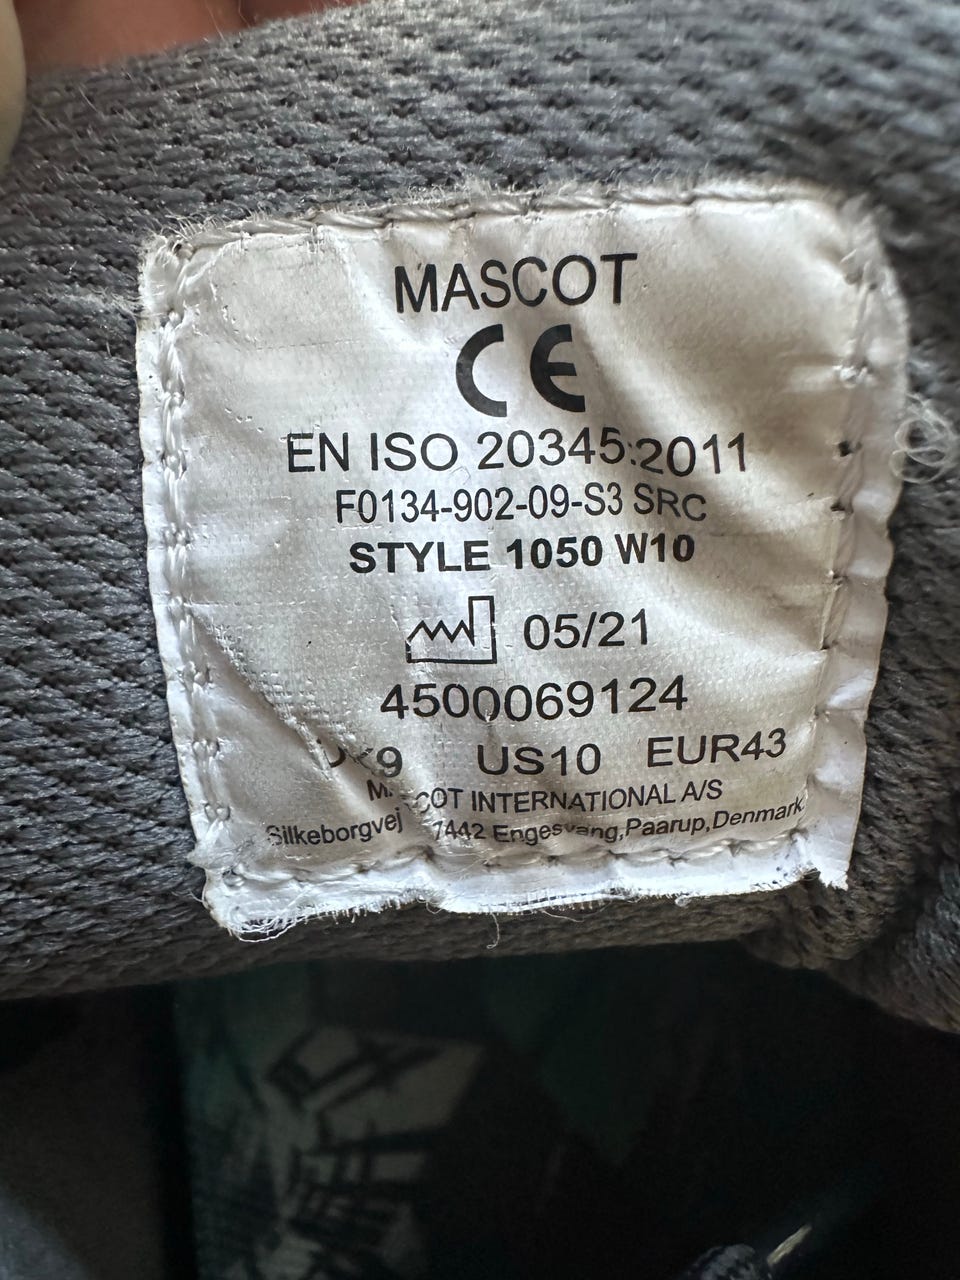 MASCOT
CE
EN ISO 20345:2011
F0134-902-09-S3 SRC
STYLE 1050 W10
05/21
4500069124
US10 EUR43
INTERNATIONAL A/S
Silkeborgvej 7442 Engesvang,Paarup,Denmark.